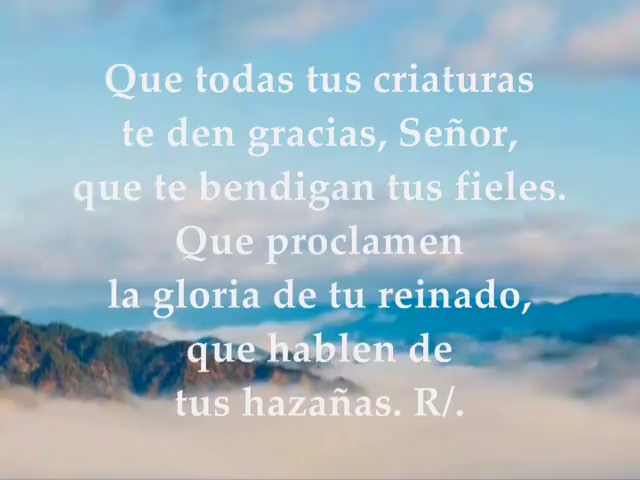 Que todas tus criaturas
te den gracias, Señor,
que te bendigan tus fieles.
Que proclamen
la gloria de tu reinado,
que hablen de
tus hazañas. R/.